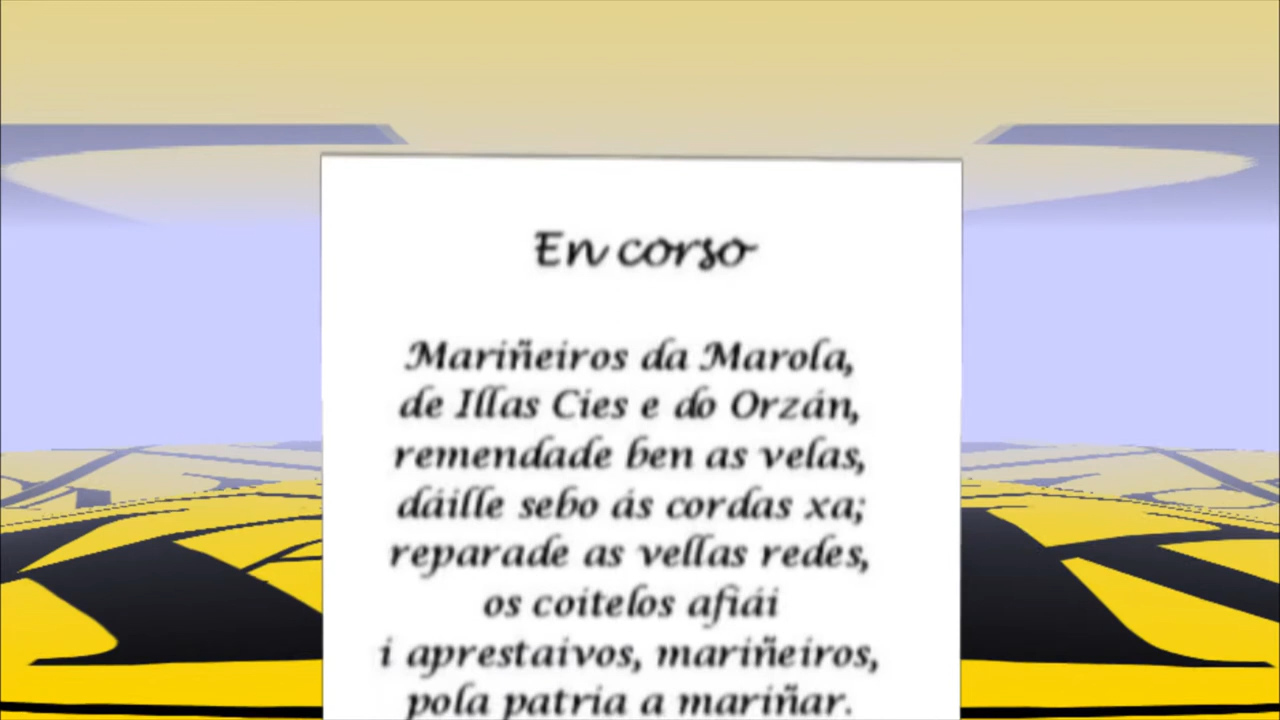 En corso
Mariñeiros da Marola,
de Illas Cies e do Orzán,
remendade ben as velas,
dáille sebo ás cordas xa;
reparade as vellas redes,
os coitelos afiái
i aprestaivos, mariñeiros,
pola patria a mariñar.